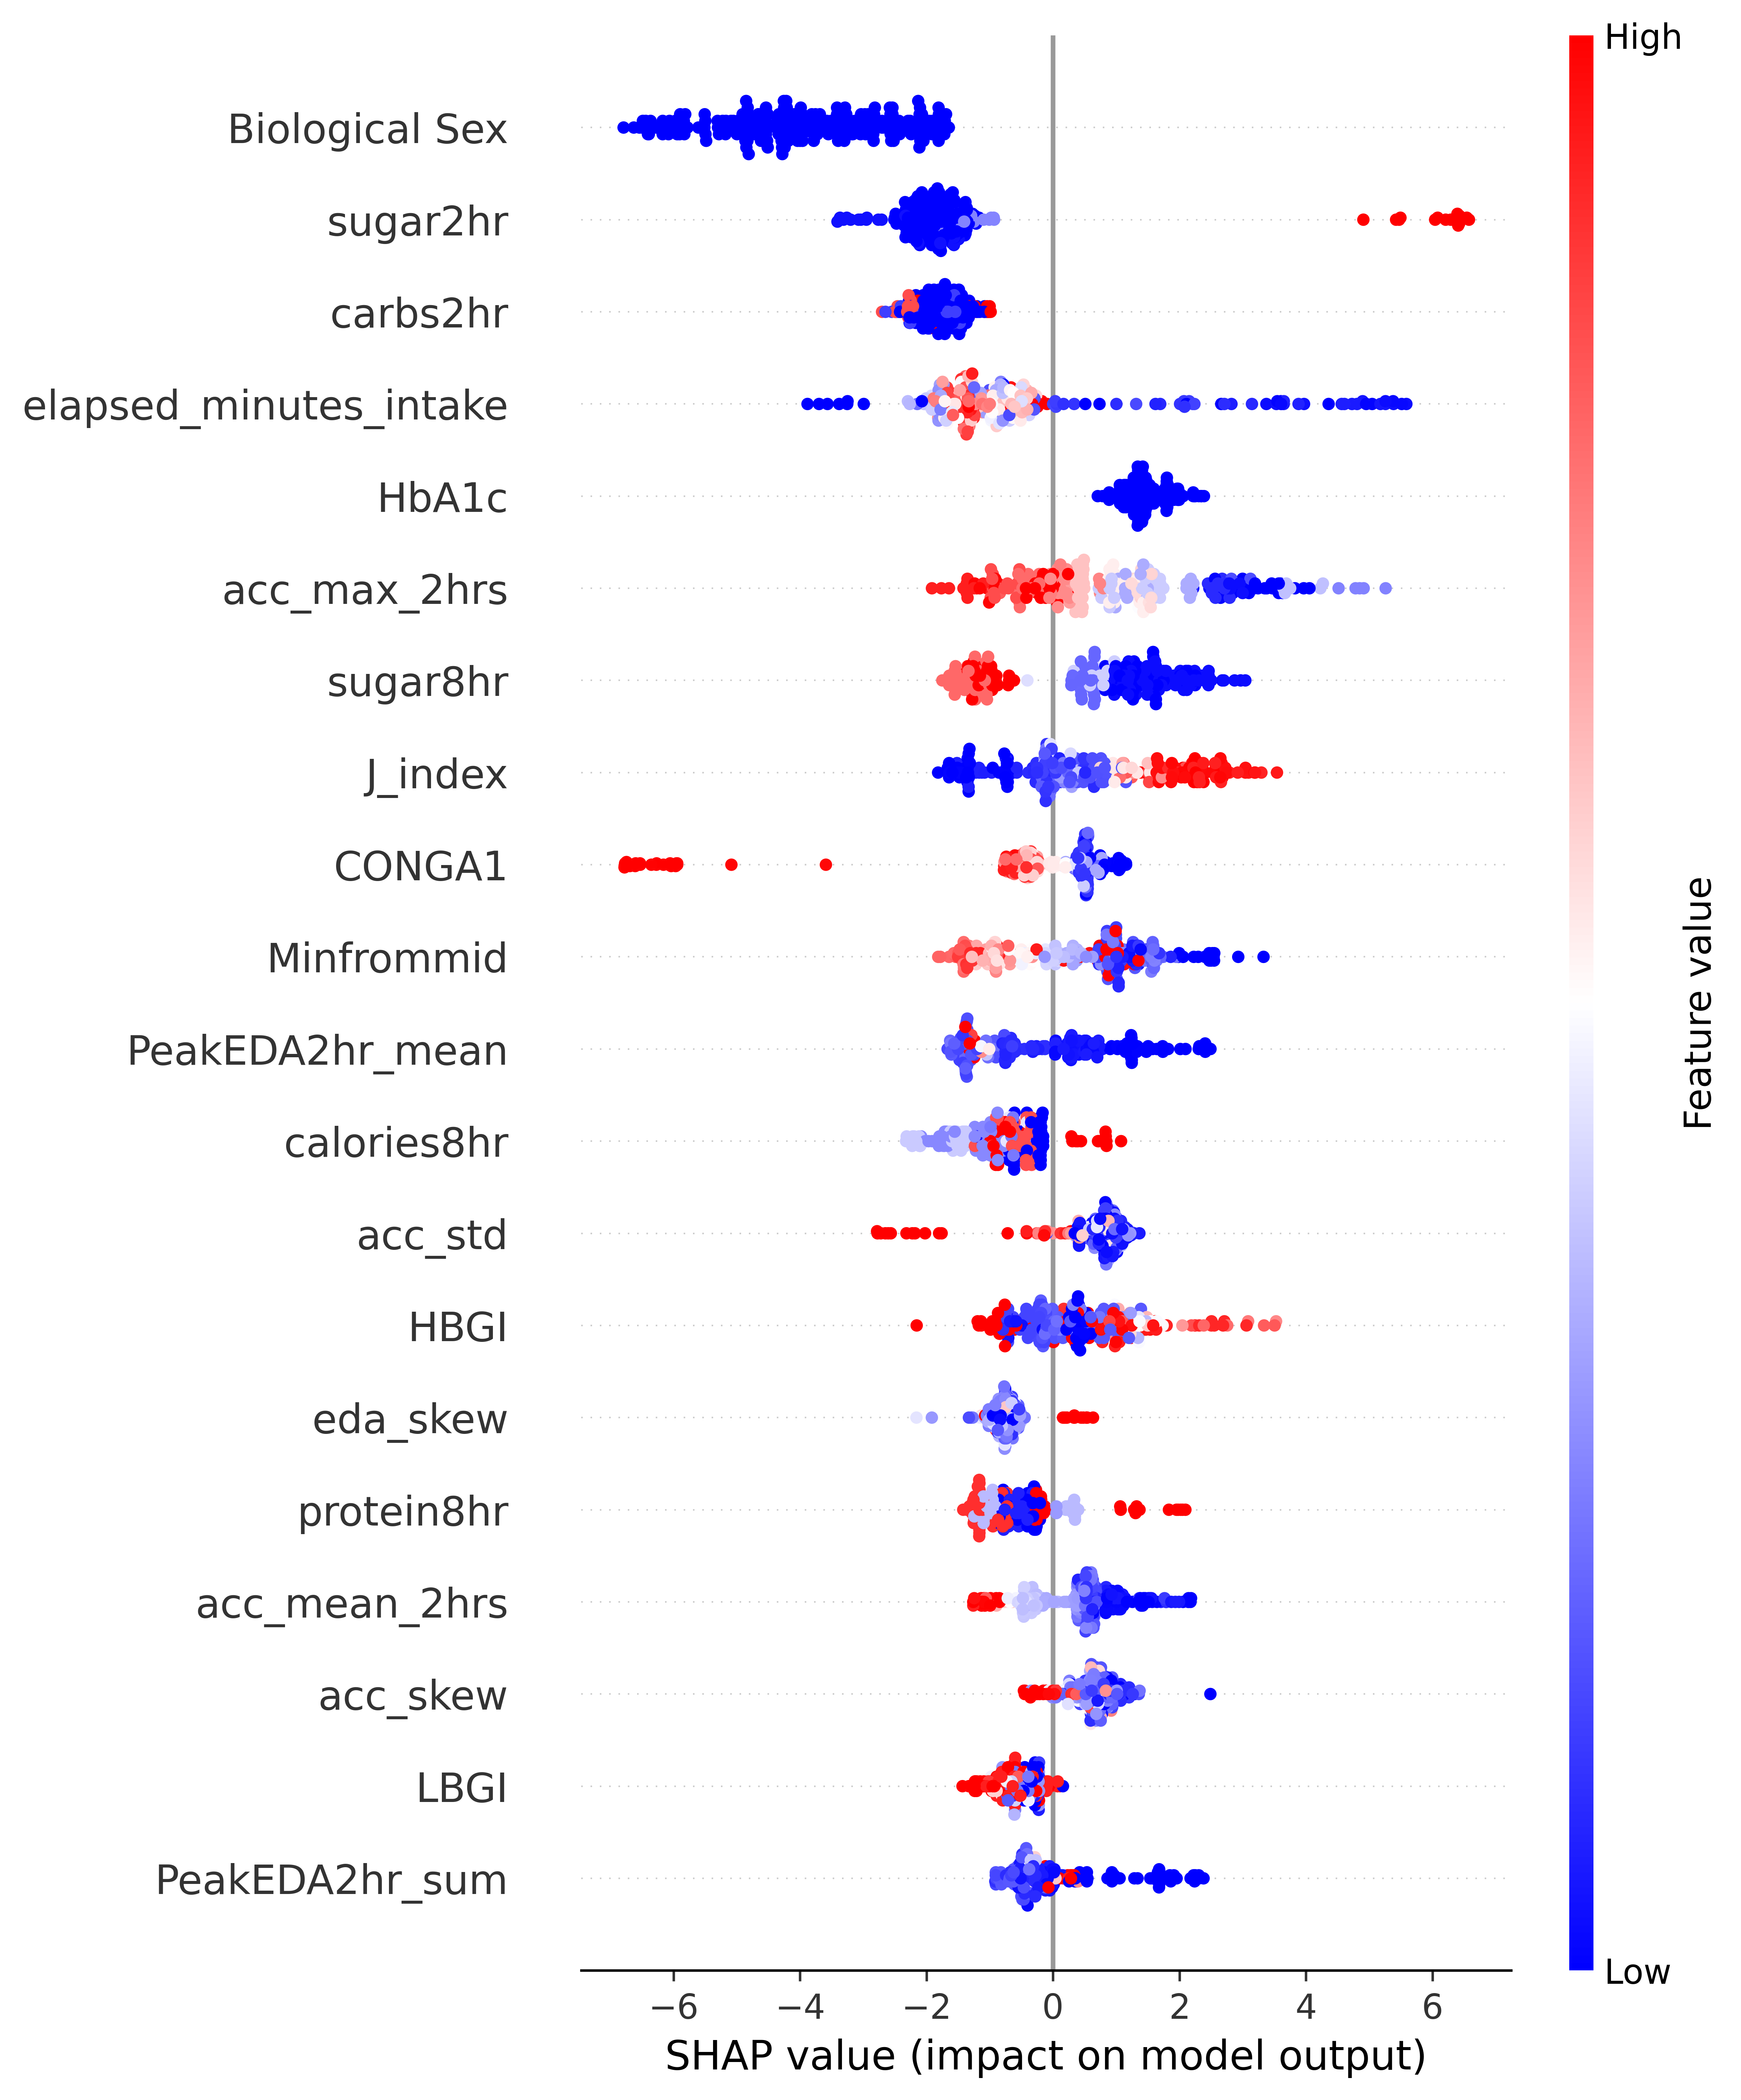 High
Biological Sex
sugar2hr
carbs2hr
elapsed_minutes_intake
HbA1c
acc_max_2hrs
sugar8hr
J_index
CONGA1
Minfrommid
PeakEDA2hr_mean
calories8hr
acc_std
HBGI
eda_skew
protein8hr
acc_mean_2hrs
acc_skew
LBGI
PeakEDA2hr_sum
Feature value
Low
−6 −4 −2 0 2 4 6
SHAP value (impact on model output)